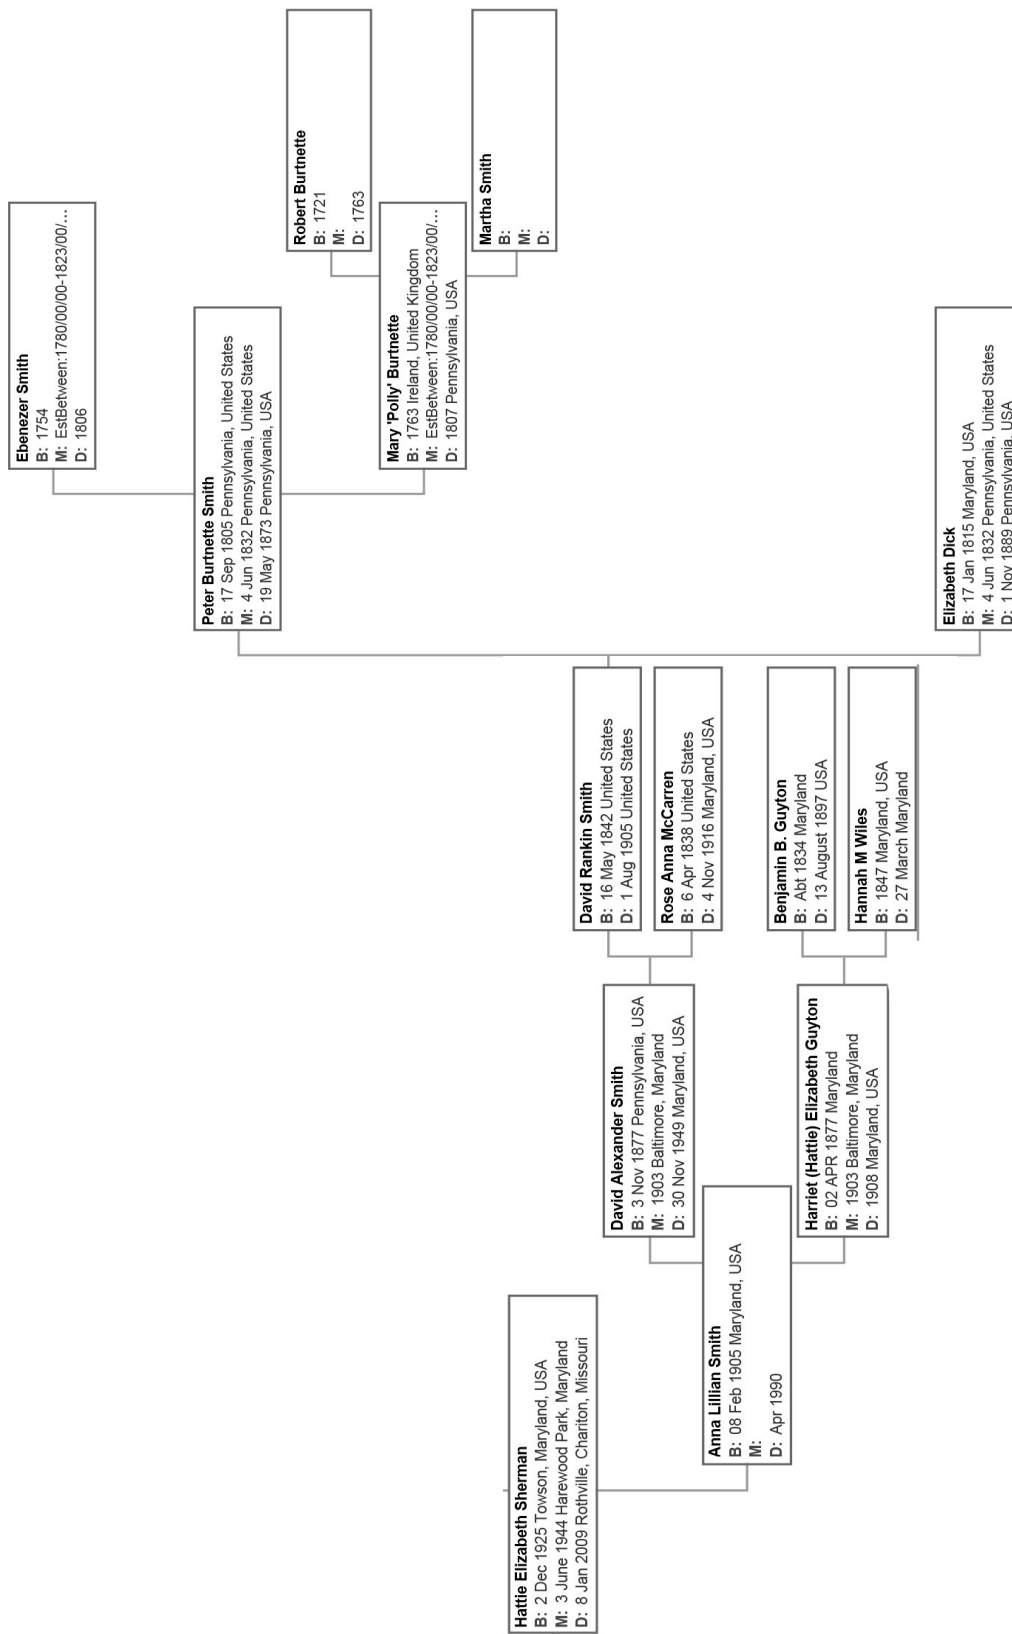 Ebenezer Smith
B: 1754
M: EstBetween:1780/00/00-1823/00/...
D: 1806
Robert Burtnette
B: 1721
M:
D: 1763
Peter Burtnette Smith
B: 17 Sep 1805 Pennsylvania, United States
M: 4 Jun 1832 Pennsylvania, United States
D: 19 May 1873 Pennsylvania, USA
Mary 'Polly' Burtnette
B: 1763 Ireland, United Kingdom
M: EstBetween:1780/00/00-1823/00/...
D: 1807 Pennsylvania, USA
Martha Smith
B:
M:
D:
Elizabeth Dick
B: 17 Jan 1815 Maryland, USA
M: 4 Jun 1832 Pennsylvania, United States
D: 1 Nov 1889 Pennsylvania, USA
David Rankin Smith
B: 16 May 1842 United States
D: 1 Aug 1905 United States
Rose Anna McCarren
B: 6 Apr 1838 United States
D: 4 Nov 1916 Maryland, USA
Benjamin B. Guyton
B: Abt 1834 Maryland
D: 13 August 1897 USA
Hannah M Wiles
B: 1847 Maryland, USA
D: 27 March Maryland
David Alexander Smith
B: 3 Nov 1877 Pennsylvania, USA
M: 1903 Baltimore, Maryland
D: 30 Nov 1949 Maryland, USA
Harriet (Hattie) Elizabeth Guyton
B: 02 APR 1877 Maryland
M: 1903 Baltimore, Maryland
D: 1908 Maryland, USA
Anna Lillian Smith
B: 08 Feb 1905 Maryland, USA
M:
D: Apr 1990
Hattie Elizabeth Sherman
B: 2 Dec 1925 Towson, Maryland, USA
M: 3 June 1944 Harewood Park, Maryland
D: 8 Jan 2009 Rothville, Chariton, Missouri